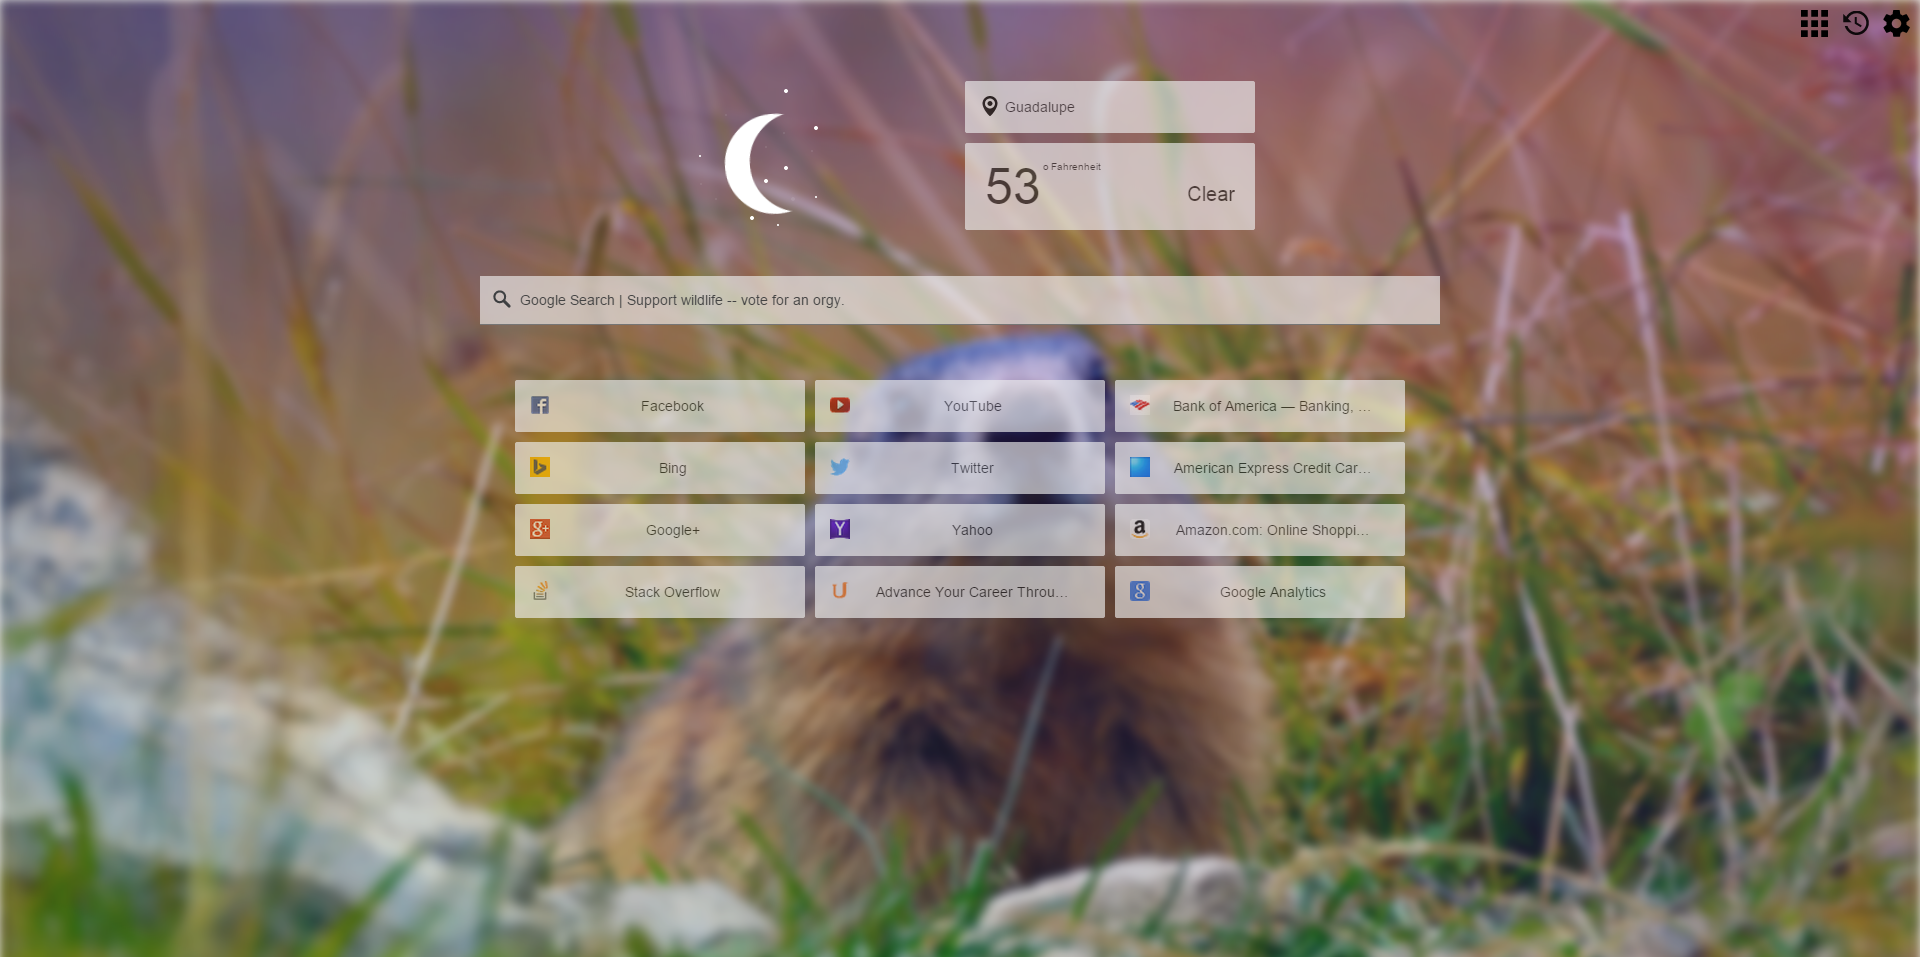 Guadalupe
53 o Fahrenheit
Clear
Google Search | Support wildlife -- vote for an orgy.
Facebook
YouTube
Bank of America — Banking, ...
Bing
Twitter
American Express Credit Car...
Google+
Yahoo
Amazon.com: Online Shoppi...
Stack Overflow
Advance Your Career Throu...
Google Analytics